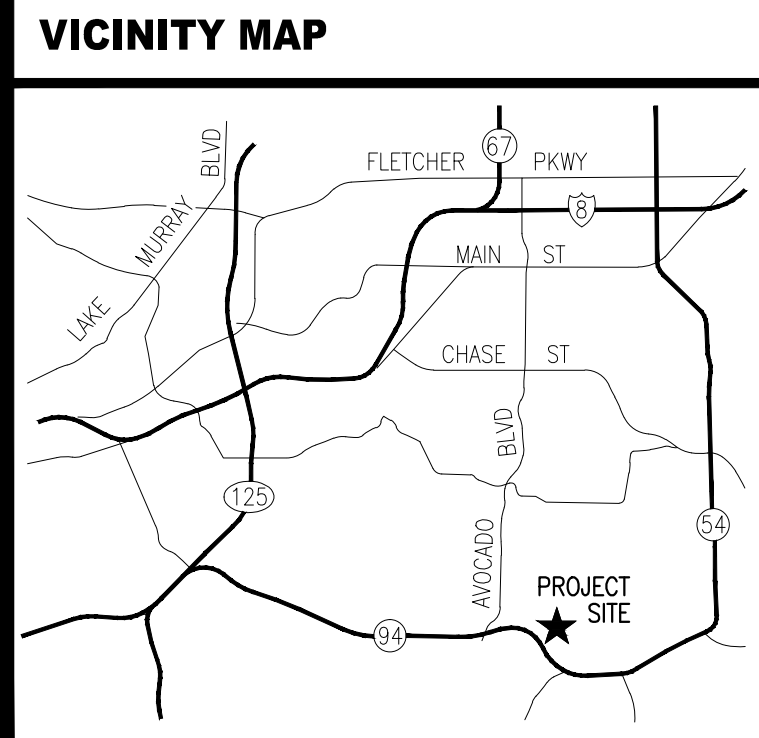 VICINITY MAP
67
FLETCHER PKWY
BLVD
8
MURRAY
MAIN ST
LAKE
CHASE ST
BLVD
125
54
AVOCADO
PROJECT
SITE
94